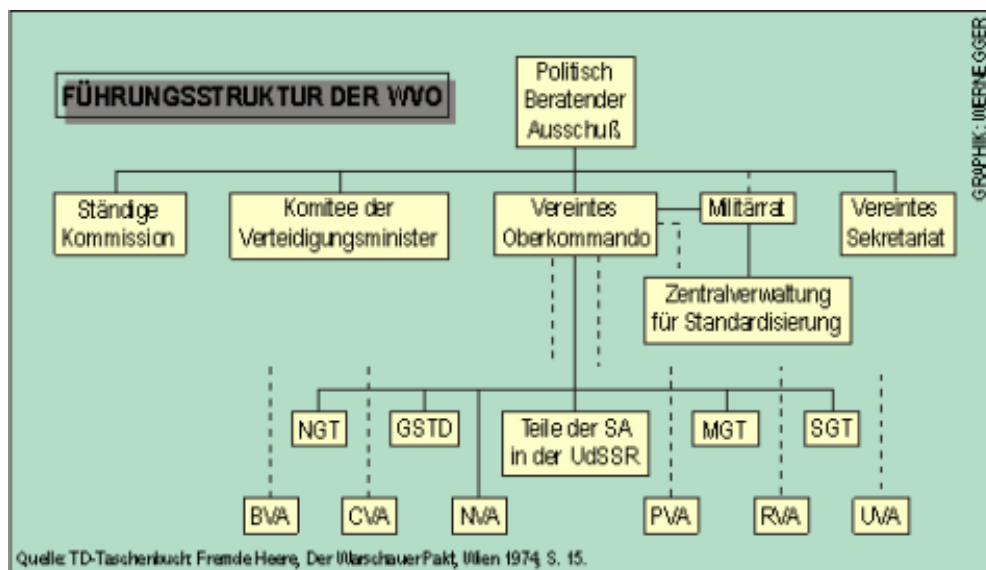 FÜHRUNGSSTRUKTUR DER WVO
GRAPHIK: WERNEGGER
Politisch
Beratender
Ausschuß
Ständige
Kommission
Komitee der
Verteidigungsminister
Vereintes
Oberkommando
Militärrat
Vereintes
Sekretariat
Zentralverwaltung
für Standardisierung
NGT
GSTD
Teile der SA
in der UdSSR
MGT
SGT
BVA
CVA
NVA
PVA
RVA
UVA
Quelle: TD-Taschenbuch: Fremde Heere, Der Warschauer Pakt, Wien 1974, S. 15.